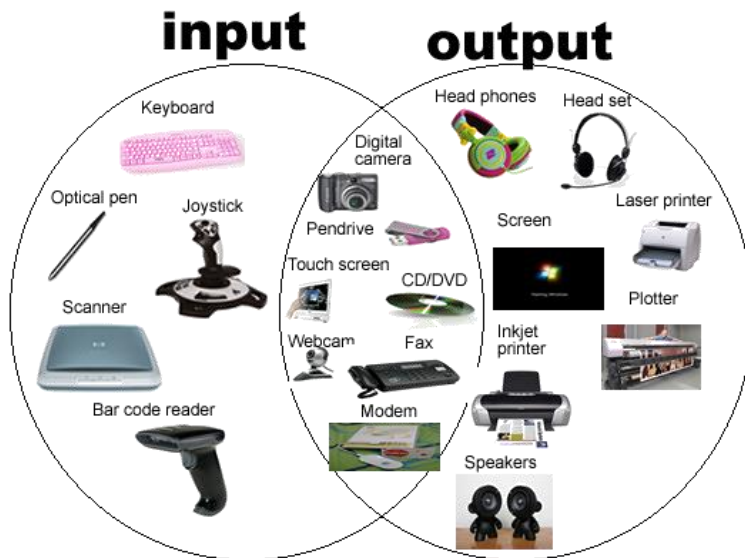 input
output
Keyboard
Head phones
Head set
Digital
camera
Optical pen
Joystick
Laser printer
Pendrive
Screen
Touch screen
CD/DVD
Scanner
Plotter
Webcam
Fax
Inkjet
printer
Bar code reader
Modem
Speakers